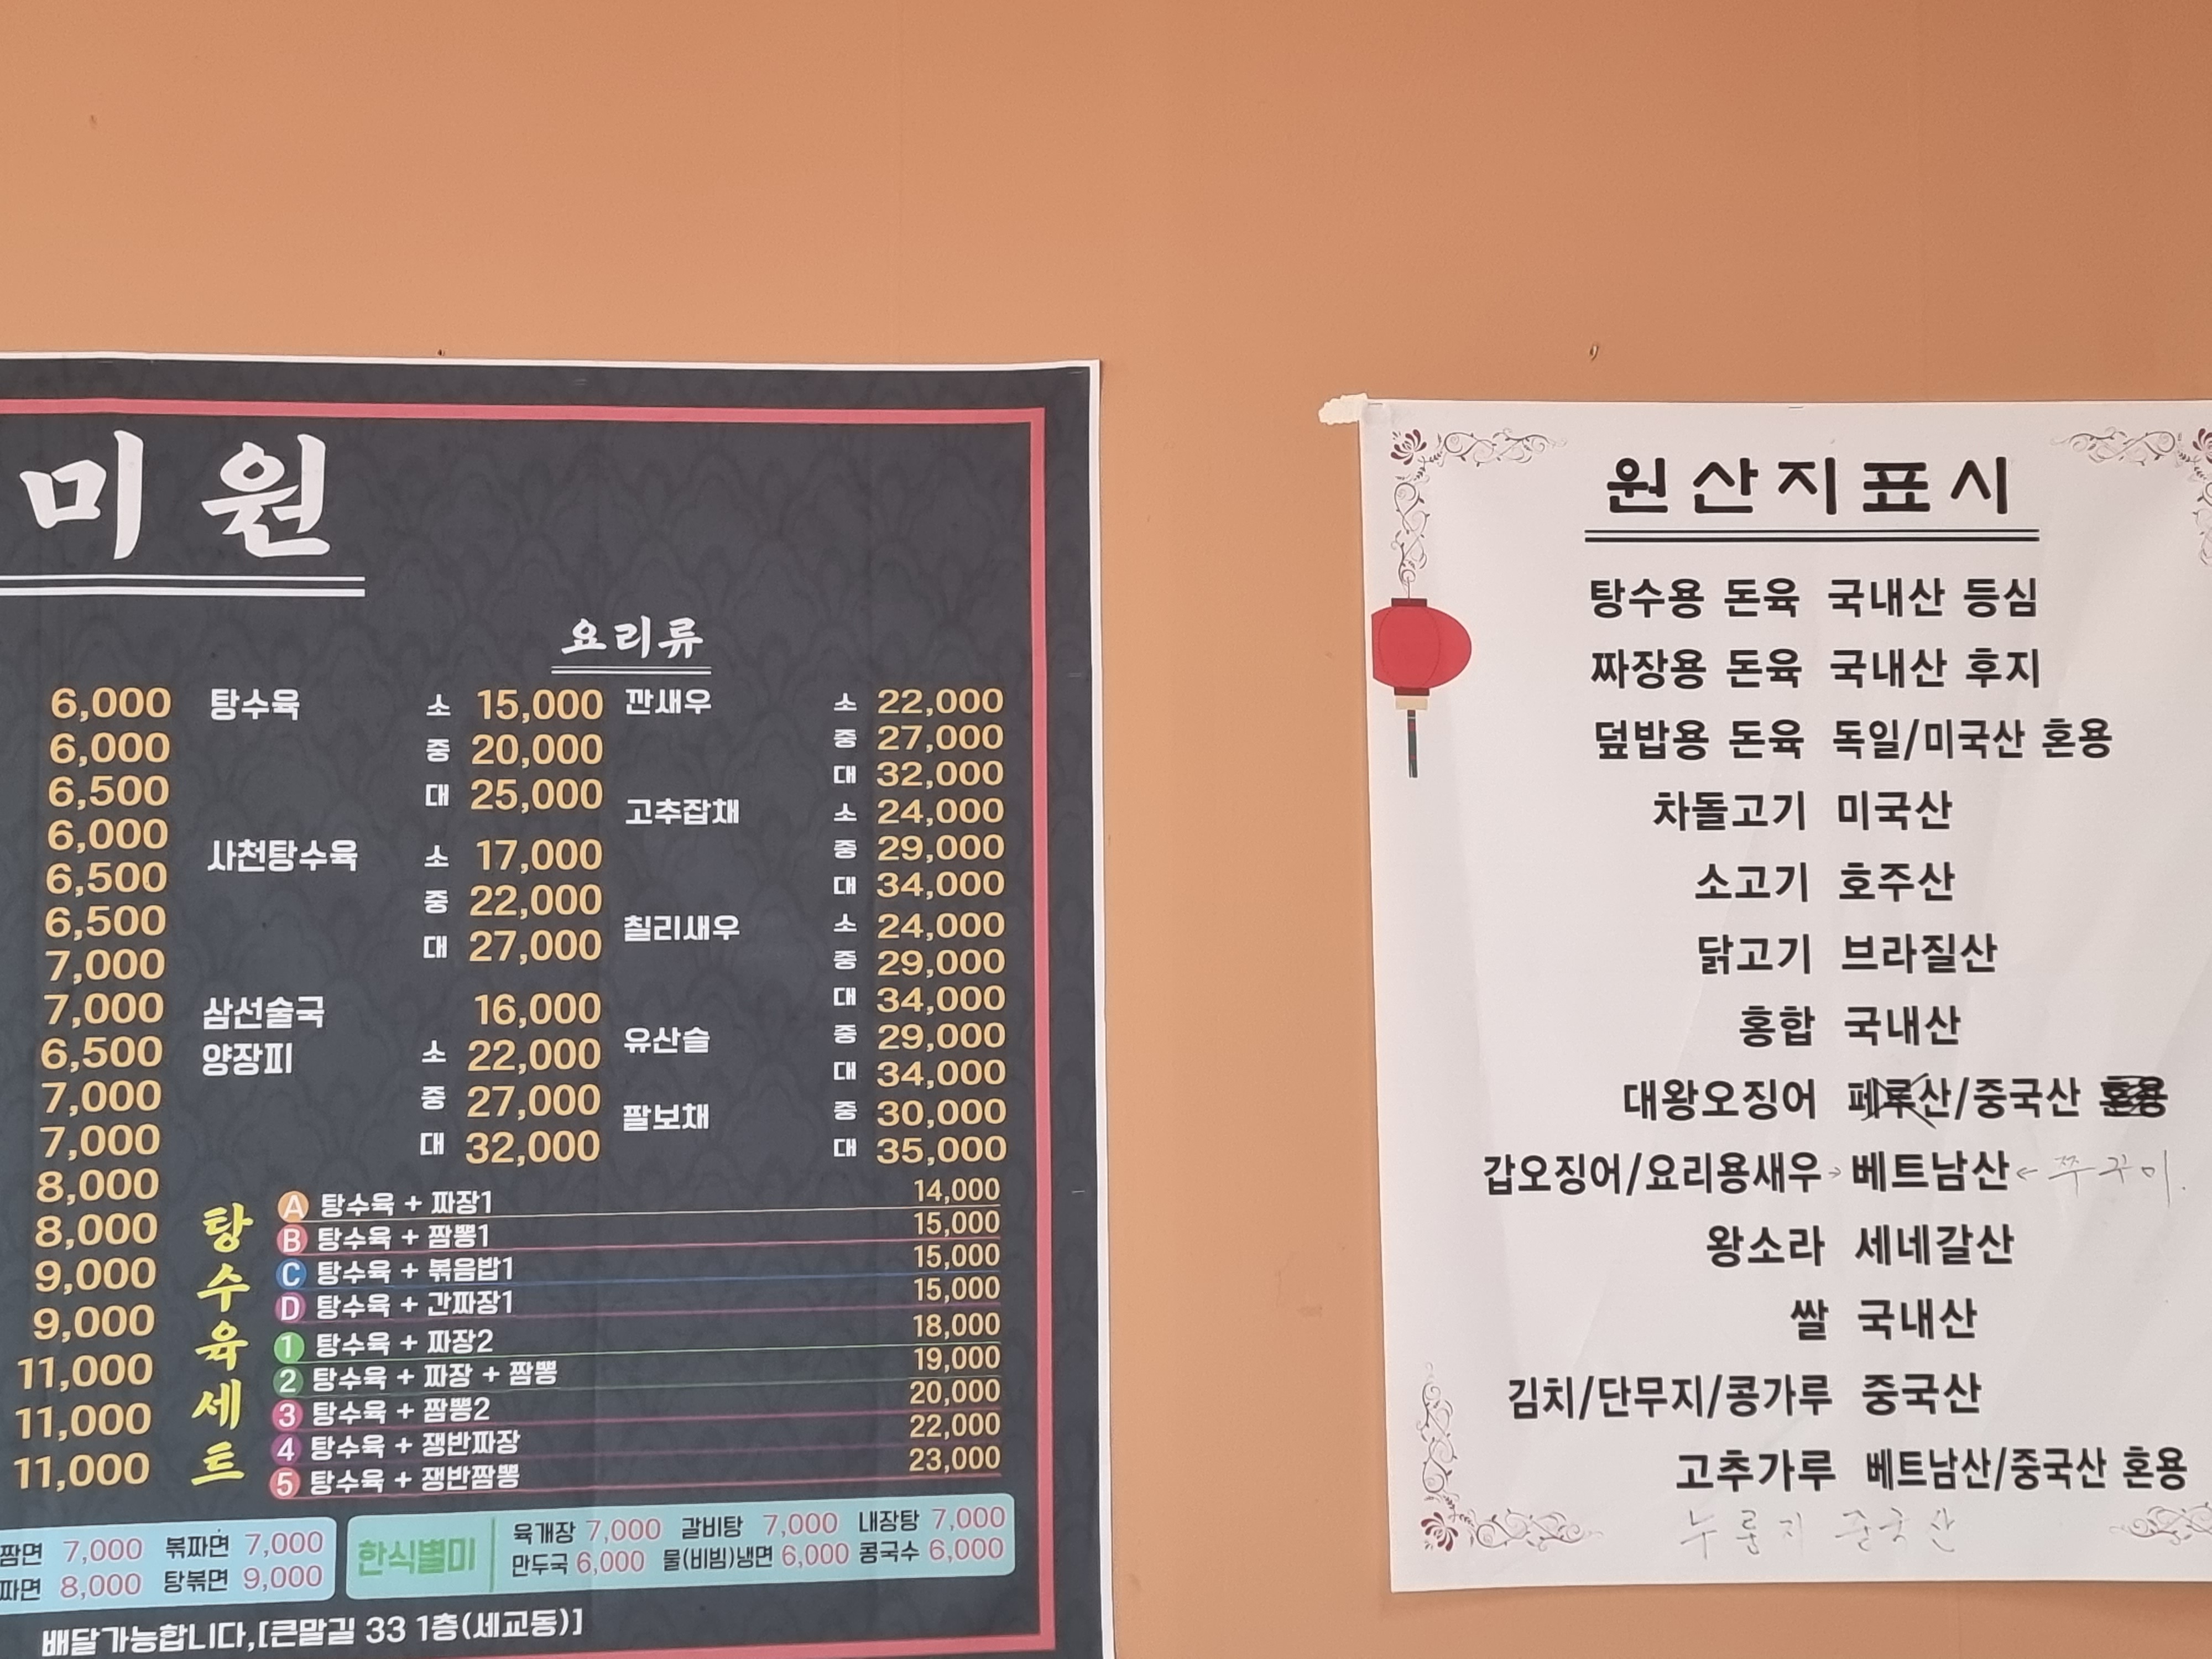 미원
요리류
6,000
6,000
6,500
6,000
6,500
6,500
7,000
7,000
6,500
7,000
7,000
8,000
8,000
9,000
9,000
11,000
11,000
11,000
탕수육 소 15,000
중 20,000
대 25,000
사천탕수육 소 17,000
중 22,000
대 27,000
삼선술국 16,000
양장피 소 22,000
중 27,000
대 32,000
깐새우 소 22,000
중 27,000
대 32,000
고추잡채 소 24,000
중 29,000
대 34,000
칠리새우 소 24,000
중 29,000
대 34,000
유산슬 중 29,000
대 34,000
팔보채 중 30,000
대 35,000
탕수육세트
A 탕수육 + 짜장1 14,000
B 탕수육 + 짬뽕1 15,000
C 탕수육 + 볶음밥1 15,000
D 탕수육 + 간짜장1 15,000
1 탕수육 + 짜장2 18,000
2 탕수육 + 짜장 + 짬뽕 19,000
3 탕수육 + 짬뽕2 20,000
4 탕수육 + 쟁반짜장 22,000
5 탕수육 + 쟁반짬뽕 23,000
짬면 7,000 볶짜면 7,000
짜면 8,000 탕볶면 9,000
한식별미
육개장 7,000 갈비탕 7,000 내장탕 7,000
만두국 6,000 물(비빔)냉면 6,000 콩국수 6,000
배달가능합니다,[큰말길 33 1층(세교동)]
원산지표시
탕수용 돈육 국내산 등심
짜장용 돈육 국내산 후지
덮밥용 돈육 독일/미국산 혼용
차돌고기 미국산
소고기 호주산
닭고기 브라질산
홍합 국내산
대왕오징어 페루산/중국산 혼용
갑오징어/요리용새우→베트남산←쭈꾸미.
왕소라 세네갈산
쌀 국내산
김치/단무지/콩가루 중국산
고추가루 베트남산/중국산 혼용
누룽지 중국산